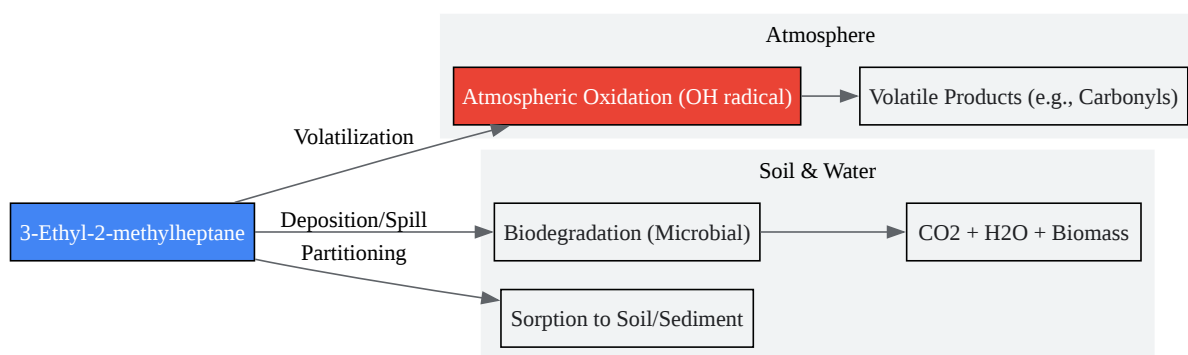 Atmosphere
Atmospheric Oxidation (OH radical)
Volatile Products (e.g., Carbonyls)
Volatilization
Soil & Water
3-Ethyl-2-methylheptane
Deposition/Spill
Biodegradation (Microbial)
CO2 + H2O + Biomass
Partitioning
Sorption to Soil/Sediment